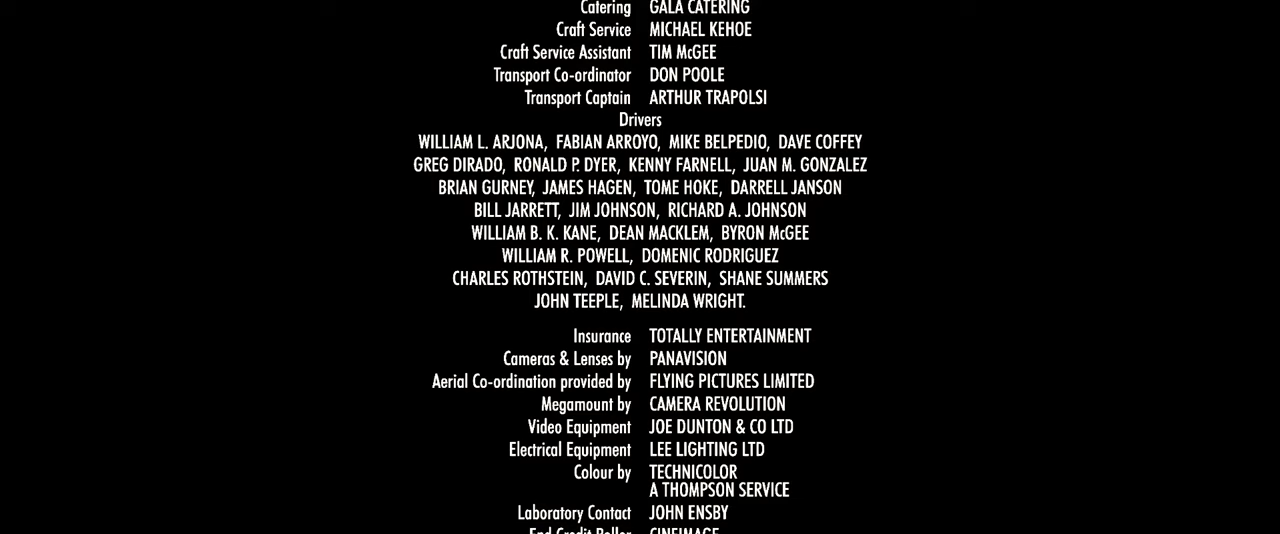 Catering GALA CATERING
Craft Service MICHAEL KEHOE
Craft Service Assistant TIM McGEE
Transport Co-ordinator DON POOLE
Transport Captain ARTHUR TRAPOLSI
Drivers
WILLIAM L. ARJONA, FABIAN ARROYO, MIKE BELPEDIO, DAVE COFFEY
GREG DIRADO, RONALD P. DYER, KENNY FARNELL, JUAN M. GONZALEZ
BRIAN GURNEY, JAMES HAGEN, TOME HOKE, DARRELL JANSON
BILL JARRETT, JIM JOHNSON, RICHARD A. JOHNSON
WILLIAM B. K. KANE, DEAN MACKLEM, BYRON McGEE
WILLIAM R. POWELL, DOMENIC RODRIGUEZ
CHARLES ROTHSTEIN, DAVID C. SEVERIN, SHANE SUMMERS
JOHN TEEPLE, MELINDA WRIGHT.
Insurance TOTALLY ENTERTAINMENT
Cameras & Lenses by PANAVISION
Aerial Co-ordination provided by FLYING PICTURES LIMITED
Megamount by CAMERA REVOLUTION
Video Equipment JOE DUNTON & CO LTD
Electrical Equipment LEE LIGHTING LTD
Colour by TECHNICOLOR
A THOMPSON SERVICE
Laboratory Contact JOHN ENSBY
End Credit Roller CINEIMAGE